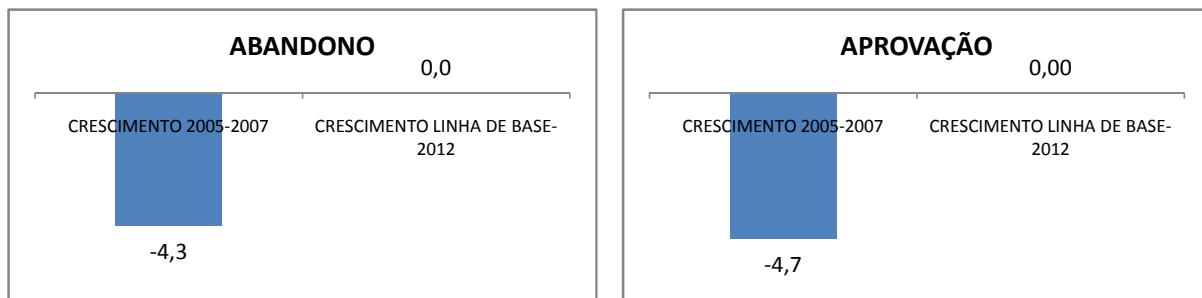 ABANDONO
0,0
CRESCIMENTO 2005-2007
CRESCIMENTO LINHA DE BASE-
2012
-4,3
APROVAÇÃO
0,00
CRESCIMENTO 2005-2007
CRESCIMENTO LINHA DE BASE-
2012
-4,7